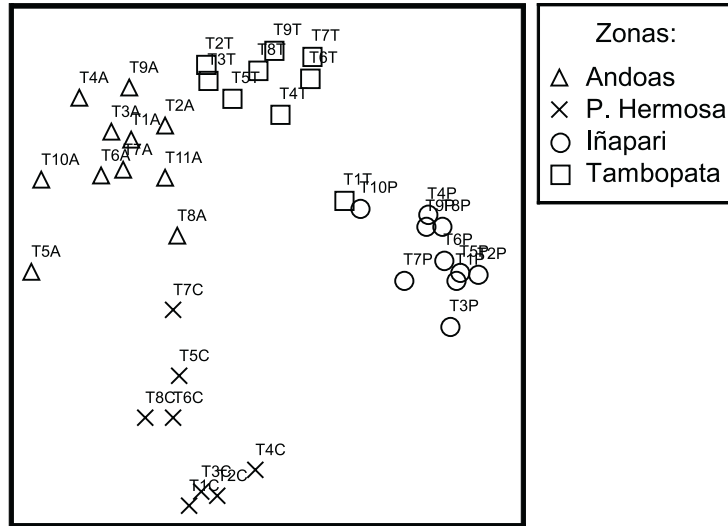 T9T
T7T
T2T
T8T
T3T
T6T
T9A
T4A
T5T
T4T
T3A
T1A
T2A
T6A
T7A
T10A
T11A
T1T
T10P
T8A
T4P
T9P
T8P
T6P
T5A
T7P
T5P
T1P
T2P
T7C
T3P
T5C
T8C
T6C
T4C
T3C
T2C
T1C
Zonas:
Andoas
P. Hermosa
Iñapari
Tambopata